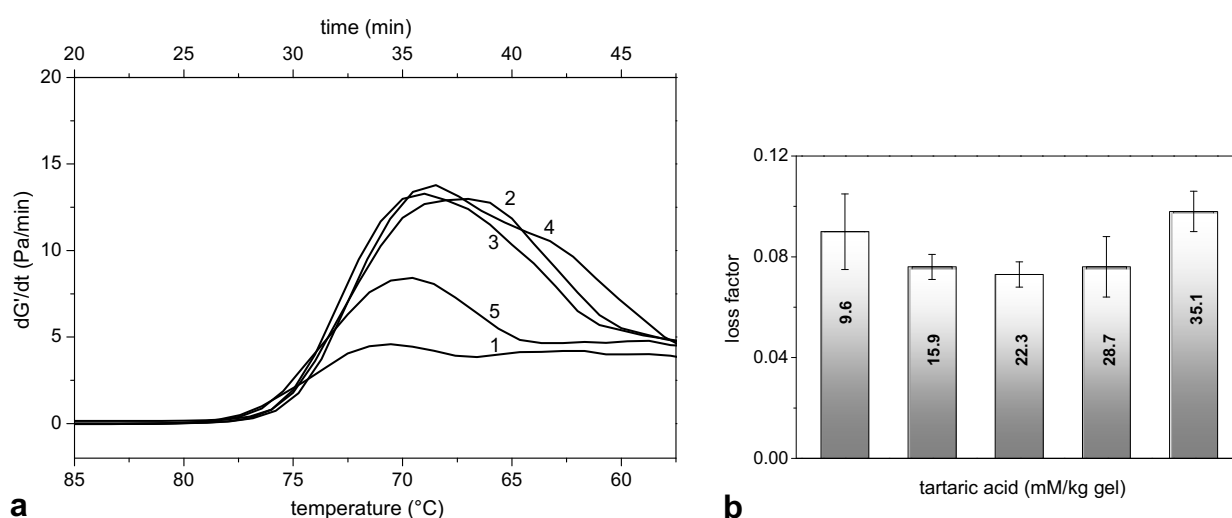 time (min)
20 25 30 35 40 45
20
15
10
5
0
dG'/dt (Pa/min)
2
4
3
5
1
85 80 75 70 65 60
temperature (°C)
a
0.12
0.08
0.04
0.00
loss factor
9.6
15.9
22.3
28.7
35.1
tartaric acid (mM/kg gel)
b